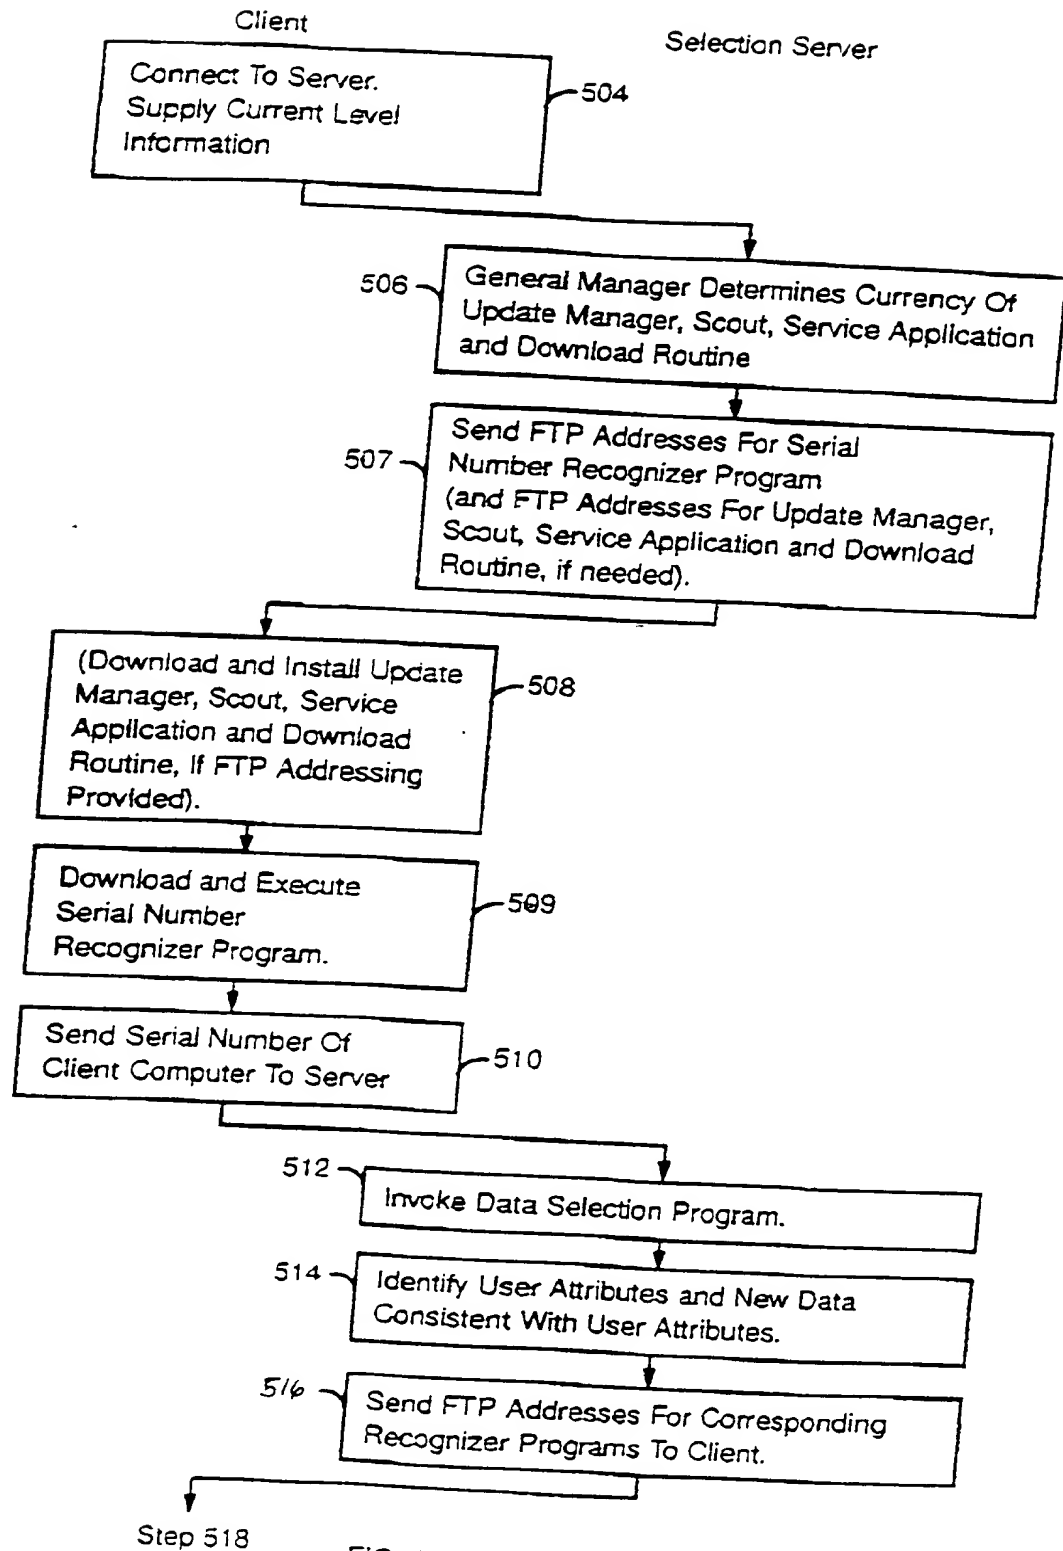 Client
Selection Server
Connect To Server.
Supply Current Level
Information
504
506
General Manager Determines Currency Of
Update Manager, Scout, Service Application
and Download Routine
507
Send FTP Addresses For Serial
Number Recognizer Program
(and FTP Addresses For Update Manager,
Scout, Service Application and Download
Routine, if needed).
(Download and Install Update
Manager, Scout, Service
Application and Download
Routine, If FTP Addressing
Provided).
508
Download and Execute
Serial Number
Recognizer Program.
509
Send Serial Number Of
Client Computer To Server
510
512
Invoke Data Selection Program.
514
Identify User Attributes and New Data
Consistent With User Attributes.
516
Send FTP Addresses For Corresponding
Recognizer Programs To Client.
Step 518